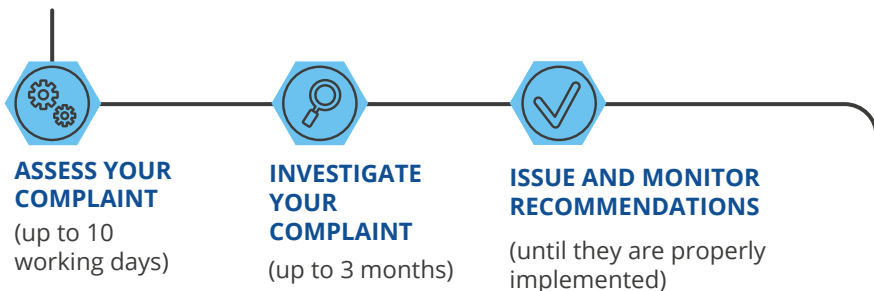 ASSESS YOUR
COMPLAINT
(up to 10
working days)
INVESTIGATE
YOUR
COMPLAINT
(up to 3 months)
ISSUE AND MONITOR
RECOMMENDATIONS
(until they are properly
implemented)